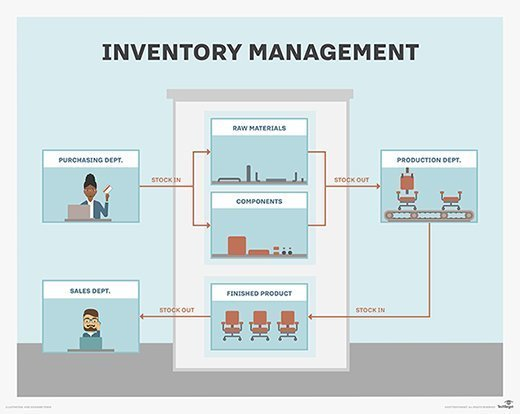 INVENTORY MANAGEMENT
RAW MATERIALS
PURCHASING DEPT.
PRODUCTION DEPT.
STOCK IN
STOCK OUT
COMPONENTS
SALES DEPT.
FINISHED PRODUCT
STOCK OUT
STOCK IN
TechTarget